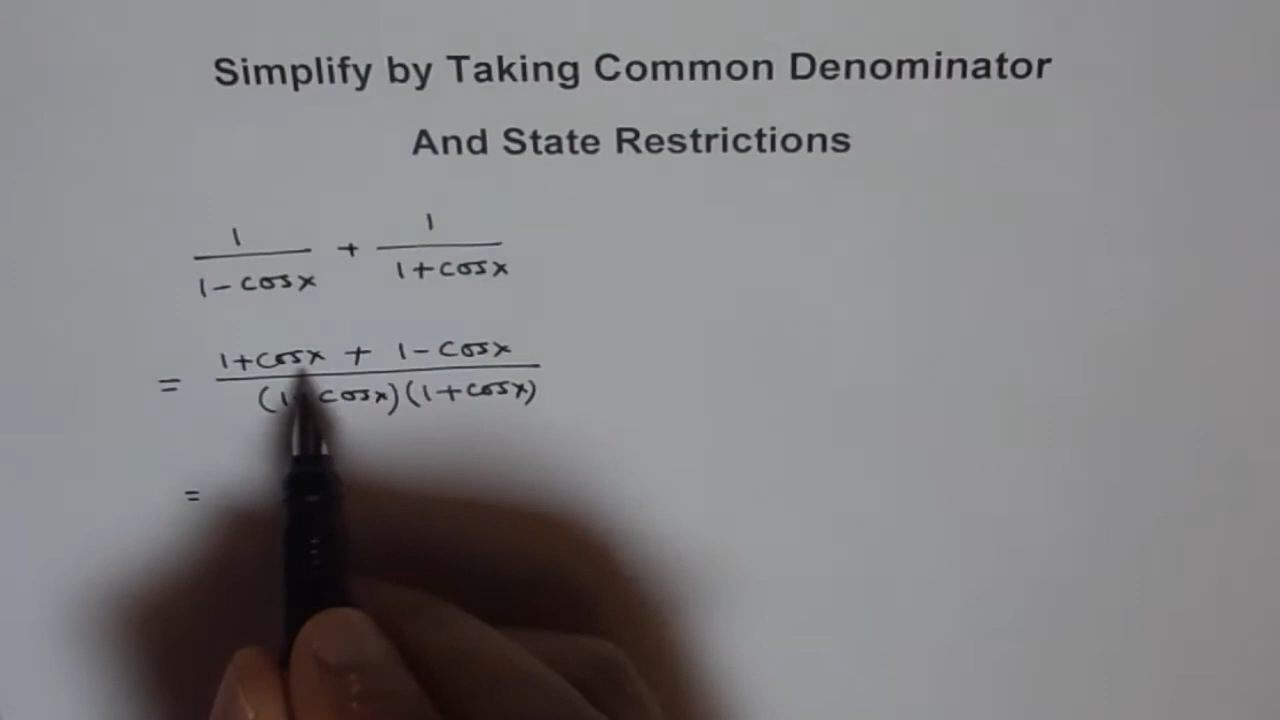 Simplify by Taking Common Denominator
And State Restrictions
1/(1-cosx) + 1/(1+cosx)
= (1+cosx + 1-cosx)/((1-cosx)(1+cosx))
=